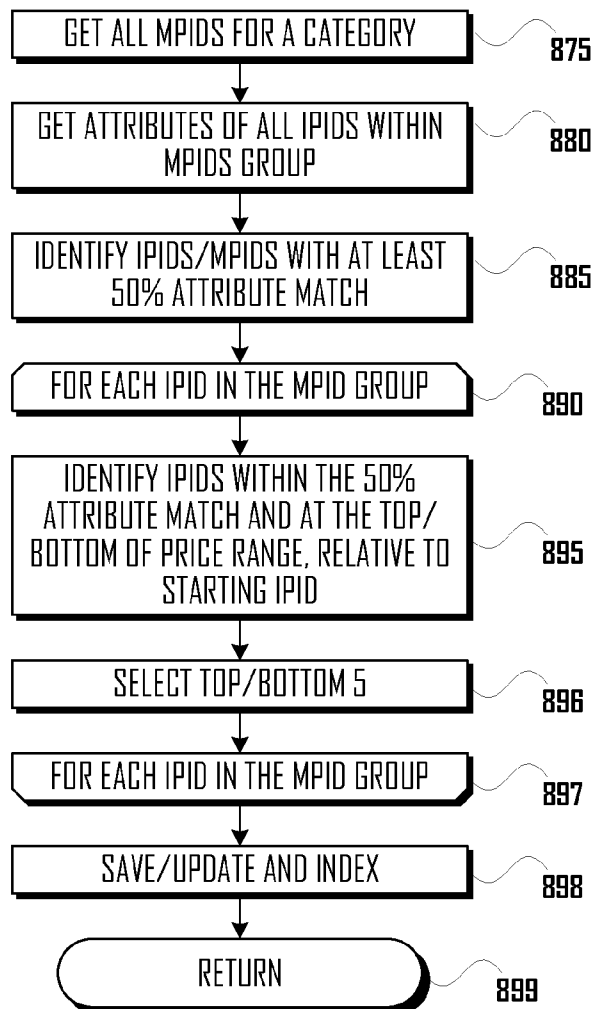 GET ALL MPIDS FOR A CATEGORY
875
GET ATTRIBUTES OF ALL IPIDS WITHIN
MPIDS GROUP
880
IDENTIFY IPIDS/MPIDS WITH AT LEAST
50% ATTRIBUTE MATCH
885
FOR EACH IPID IN THE MPID GROUP
890
IDENTIFY IPIDS WITHIN THE 50%
ATTRIBUTE MATCH AND AT THE TOP/
BOTTOM OF PRICE RANGE, RELATIVE TO
STARTING IPID
895
SELECT TOP/BOTTOM 5
896
FOR EACH IPID IN THE MPID GROUP
897
SAVE/UPDATE AND INDEX
898
RETURN
899